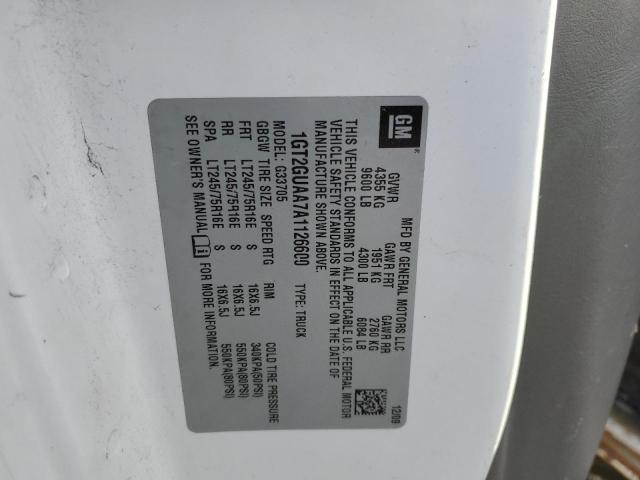 GM
MFD BY GENERAL MOTORS LLC
12/09
GVWR GAWR FRT GAWR RR
4355 KG 1951 KG 2760 KG
9600 LB 4300 LB 6084 LB
THIS VEHICLE CONFORMS TO ALL APPLICABLE U.S. FEDERAL MOTOR
VEHICLE SAFETY STANDARDS IN EFFECT ON THE DATE OF
MANUFACTURE SHOWN ABOVE.
1GT2GUAA7A1126600 TYPE: TRUCK
MODEL: G33705
GBGW TIRE SIZE SPEED RTG RIM COLD TIRE PRESSURE
FRT LT245/75R16E S 16X6.5J 340KPA(50PSI)
RR LT245/75R16E S 16X6.5J 550KPA(80PSI)
SPA LT245/75R16E S 16X6.5J 550KPA(80PSI)
SEE OWNER'S MANUAL FOR MORE INFORMATION.